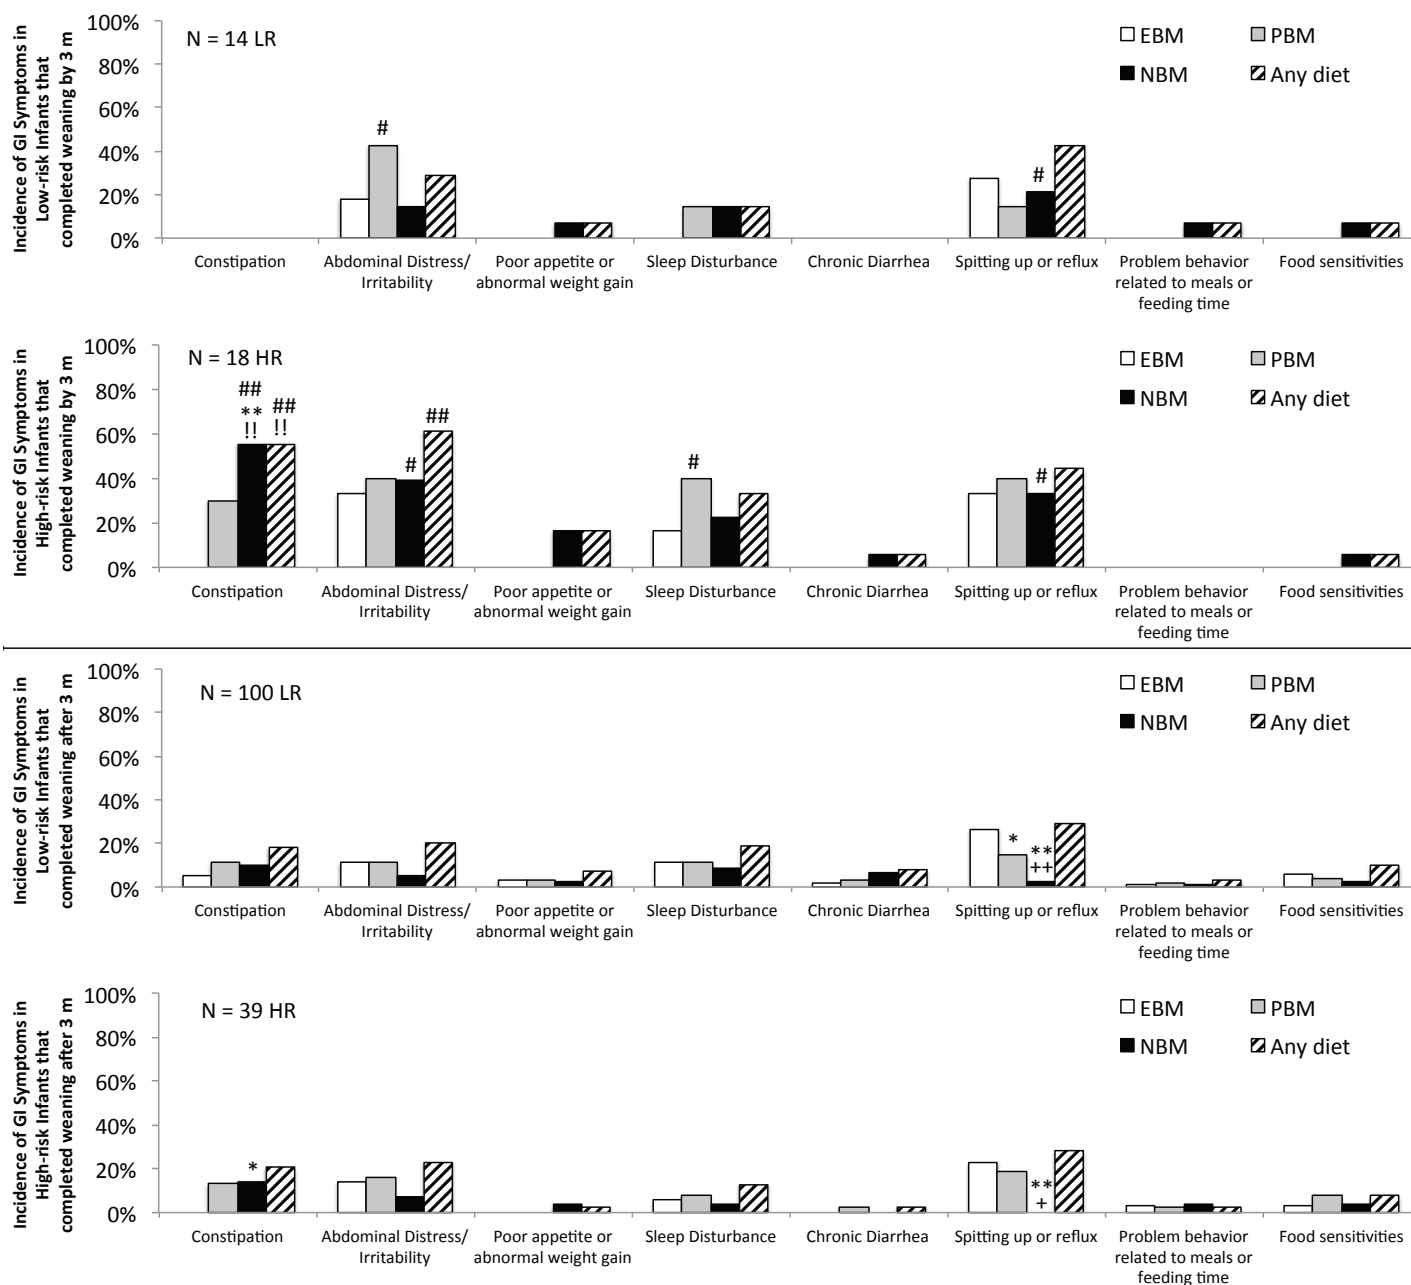 Incidence of GI Symptoms in
Low-risk Infants that
completed weaning by 3 m
100%
80%
60%
40%
20%
0%
N = 14 LR
EBM
PBM
NBM
Any diet
#
#
Constipation
Abdominal Distress/
Irritability
Poor appetite or
abnormal weight gain
Sleep Disturbance
Chronic Diarrhea
Spitting up or reflux
Problem behavior
related to meals or
feeding time
Food sensitivities
Incidence of GI Symptoms in
High-risk Infants that
completed weaning by 3 m
100%
80%
60%
40%
20%
0%
N = 18 HR
EBM
PBM
NBM
Any diet
##
**
!!
##
!!
#
##
#
#
Constipation
Abdominal Distress/
Irritability
Poor appetite or
abnormal weight gain
Sleep Disturbance
Chronic Diarrhea
Spitting up or reflux
Problem behavior
related to meals or
feeding time
Food sensitivities
Incidence of GI Symptoms in
Low-risk Infants that
completed weaning after 3 m
100%
80%
60%
40%
20%
0%
N = 100 LR
EBM
PBM
NBM
Any diet
*
**
++
Constipation
Abdominal Distress/
Irritability
Poor appetite or
abnormal weight gain
Sleep Disturbance
Chronic Diarrhea
Spitting up or reflux
Problem behavior
related to meals or
feeding time
Food sensitivities
Incidence of GI Symptoms in
High-risk Infants that
completed weaning after 3 m
100%
80%
60%
40%
20%
0%
N = 39 HR
EBM
PBM
NBM
Any diet
*
**
+
Constipation
Abdominal Distress/
Irritability
Poor appetite or
abnormal weight gain
Sleep Disturbance
Chronic Diarrhea
Spitting up or reflux
Problem behavior
related to meals or
feeding time
Food sensitivities